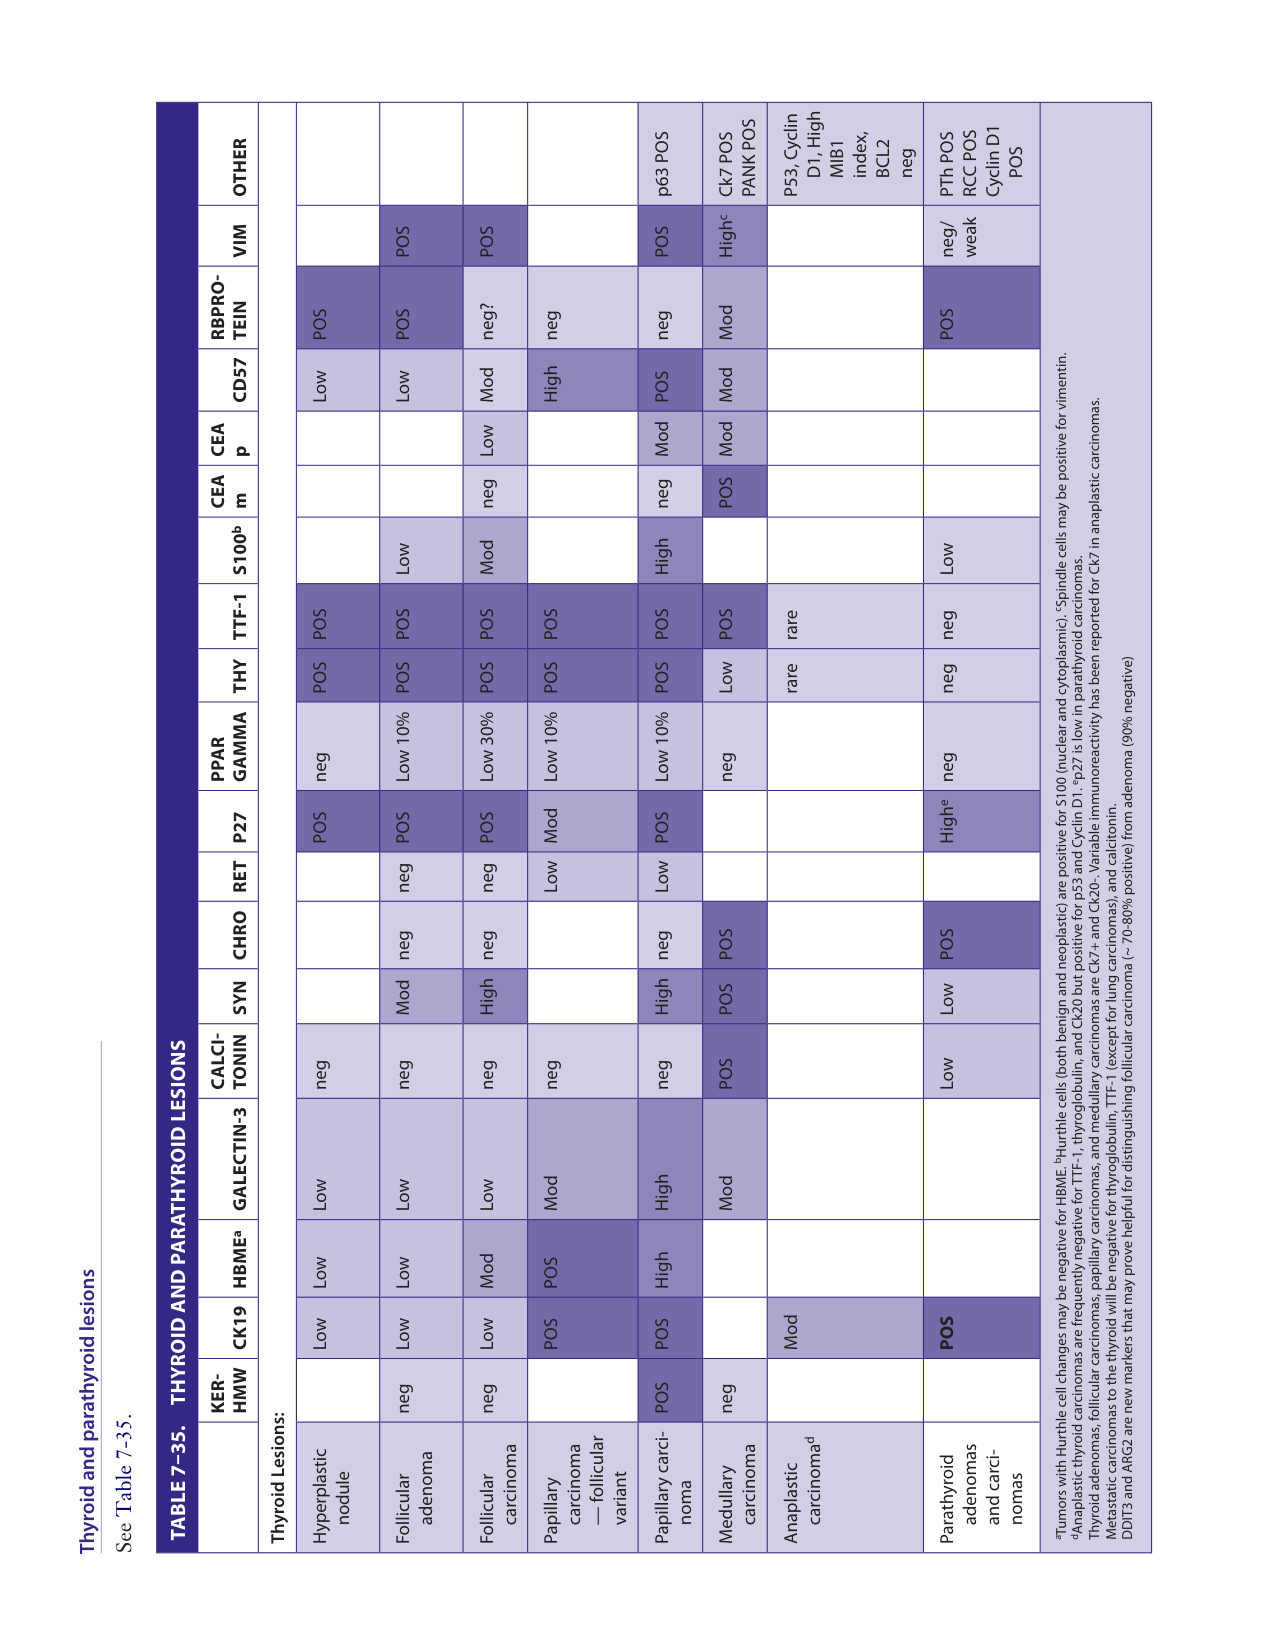 Thyroid and parathyroid lesions
See Table 7-35.
TABLE 7–35. THYROID AND PARATHYROID LESIONS
KER-HMW CK19 HBMEa GALECTIN-3 CALCI-TONIN SYN CHRO RET P27 PPAR GAMMA THY TTF-1 S100b CEA m CEA p CD57 RBPRO-TEIN VIM OTHER
Thyroid Lesions:
Hyperplastic nodule Low Low Low neg POS neg POS POS Low POS
Follicular adenoma neg Low Low Low neg Mod neg neg POS Low 10% POS POS Low Low POS POS
Follicular carcinoma neg Low Mod Low neg High neg neg POS Low 30% POS POS Mod neg Low Mod neg? POS
Papillary carcinoma — follicular variant POS POS Mod neg Low Mod Low 10% POS POS High neg
Papillary carci-noma POS POS High High neg High neg Low POS Low 10% POS POS High neg Mod POS neg POS p63 POS
Medullary carcinoma neg Mod POS POS POS neg Low POS POS Mod Mod Mod Highc Ck7 POS PANK POS
Anaplastic carcinomad Mod rare rare P53, Cyclin D1, High MIB1 index, BCL2 neg
Parathyroid adenomas and carci-nomas POS Low Low POS Highe neg neg neg Low POS neg/ weak PTh POS RCC POS Cyclin D1 POS
aTumors with Hurthle cell changes may be negative for HBME. bHurthle cells (both benign and neoplastic) are positive for S100 (nuclear and cytoplasmic). cSpindle cells may be positive for vimentin.
dAnaplastic thyroid carcinomas are frequently negative for TTF-1, thyroglobulin, and Ck20 but positive for p53 and Cyclin D1. ep27 is low in parathyroid carcinomas.
Thyroid adenomas, follicular carcinomas, papillary carcinomas, and medullary carcinomas are Ck7+ and Ck20-. Variable immunoreactivity has been reported for Ck7 in anaplastic carcinomas.
Metastatic carcinomas to the thyroid will be negative for thyroglobulin, TTF-1 (except for lung carcinomas), and calcitonin.
DDIT3 and ARG2 are new markers that may prove helpful for distinguishing follicular carcinoma (~ 70-80% positive) from adenoma (90% negative)